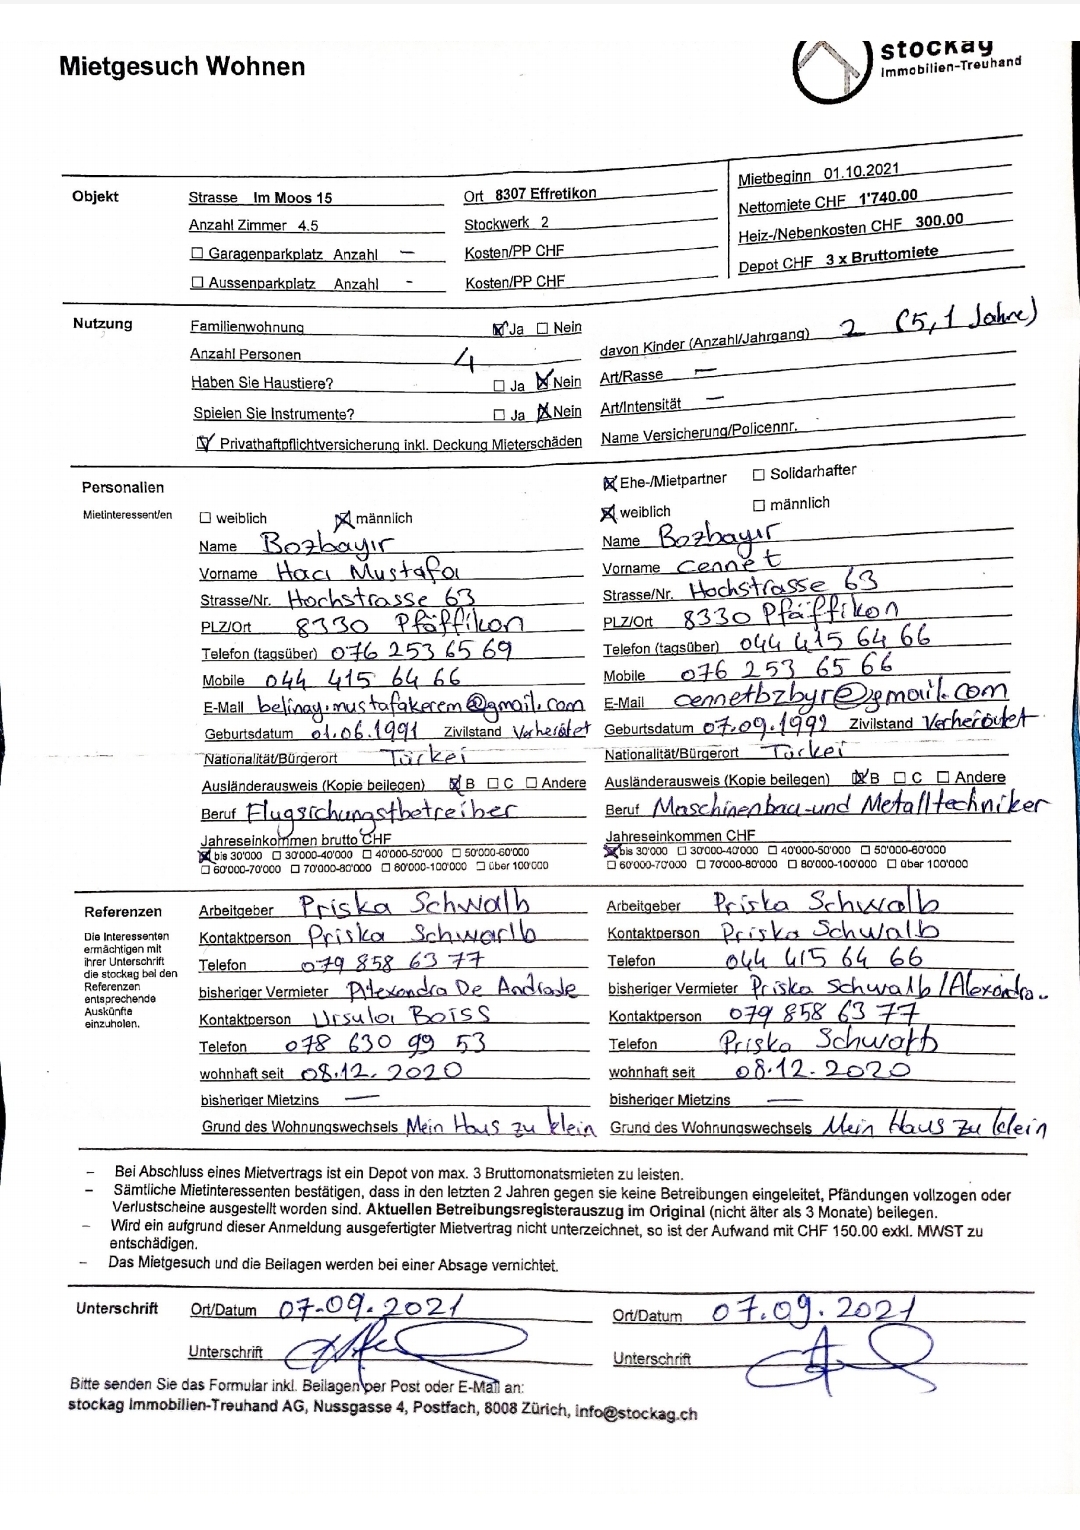 Mietgesuch Wohnen
stockag
Immobilien-Treuhand
Objekt
Strasse Im Moos 15
Ort 8307 Effretikon
Mietbeginn 01.10.2021
Anzahl Zimmer 4.5
Stockwerk 2
Nettomiete CHF 1'740.00
☐ Garagenparkplatz Anzahl —
Kosten/PP CHF
Heiz-/Nebenkosten CHF 300.00
☐ Aussenparkplatz Anzahl -
Kosten/PP CHF
Depot CHF 3 x Bruttomiete
Nutzung
Familienwohnung ☒ Ja ☐ Nein
Anzahl Personen 4
davon Kinder (Anzahl/Jahrgang) 2 (5,1 Jahre)
Haben Sie Haustiere? ☐ Ja ☒ Nein
Art/Rasse —
Spielen Sie Instrumente? ☐ Ja ☒ Nein
Art/Intensität —
☒ Privathaftpflichtversicherung inkl. Deckung Mieterschäden
Name Versicherung/Policennr.
Personalien
Mietinteressent/en
☐ weiblich ☒ männlich
Name Bozbayır
Vorname Hacı Mustafa
Strasse/Nr. Hochstrasse 63
PLZ/Ort 8330 Pfäffikon
Telefon (tagsüber) 076 253 65 69
Mobile 044 415 64 66
E-Mail belinay.mustafakerem@gmail.com
Geburtsdatum 01.06.1991 Zivilstand Verheratet
Nationalität/Bürgerort Türkei
Ausländerausweis (Kopie beilegen) ☒ B ☐ C ☐ Andere
Beruf Flugsichungstbetreiber
Jahreseinkommen brutto CHF
☒ bis 30'000 ☐ 30'000-40'000 ☐ 40'000-50'000 ☐ 50'000-60'000
☐ 60'000-70'000 ☐ 70'000-80'000 ☐ 80'000-100'000 ☐ über 100'000
☒ Ehe-/Mietpartner ☐ Solidarhafter
☒ weiblich ☐ männlich
Name Bozbayır
Vorname Cennet
Strasse/Nr. Hochstrasse 63
PLZ/Ort 8330 Pfäffikon
Telefon (tagsüber) 044 415 64 66
Mobile 076 253 65 66
E-Mail cennetbzbyr@gmail.com
Geburtsdatum 07.09.1992 Zivilstand Verheratet
Nationalität/Bürgerort Türkei
Ausländerausweis (Kopie beilegen) ☒ B ☐ C ☐ Andere
Beruf Maschinenbau-und Metalltechniker
Jahreseinkommen CHF
☒ bis 30'000 ☐ 30'000-40'000 ☐ 40'000-50'000 ☐ 50'000-60'000
☐ 60'000-70'000 ☐ 70'000-80'000 ☐ 80'000-100'000 ☐ über 100'000
Referenzen
Die Interessenten
ermächtigen mit
ihrer Unterschrift
die stockag bei den
Referenzen
entsprechende
Auskünfte
einzuholen.
Arbeitgeber Priska Schwalb
Kontaktperson Priska Schwarlb
Telefon 079 858 63 77
bisheriger Vermieter Alexandra De Andrade
Kontaktperson Ursula Boiss
Telefon 078 630 99 53
wohnhaft seit 08.12.2020
bisheriger Mietzins —
Grund des Wohnungswechsels Mein Haus zu klein
Arbeitgeber Priska Schwalb
Kontaktperson Priska Schwalb
Telefon 044 415 64 66
bisheriger Vermieter Priska Schwalb/Alexandra..
Kontaktperson 079 858 63 77
Telefon Priska Schwalb
wohnhaft seit 08.12.2020
bisheriger Mietzins —
Grund des Wohnungswechsels Mein Haus zu klein
– Bei Abschluss eines Mietvertrags ist ein Depot von max. 3 Bruttomonatsmieten zu leisten.
– Sämtliche Mietinteressenten bestätigen, dass in den letzten 2 Jahren gegen sie keine Betreibungen eingeleitet, Pfändungen vollzogen oder
Verlustscheine ausgestellt worden sind. Aktuellen Betreibungsregisterauszug im Original (nicht älter als 3 Monate) beilegen.
– Wird ein aufgrund dieser Anmeldung ausgefertigter Mietvertrag nicht unterzeichnet, so ist der Aufwand mit CHF 150.00 exkl. MWST zu
entschädigen.
– Das Mietgesuch und die Beilagen werden bei einer Absage vernichtet.
Unterschrift
Ort/Datum 07-09.2021
Ort/Datum 07.09.2021
Unterschrift
Unterschrift
Bitte senden Sie das Formular inkl. Beilagen per Post oder E-Mail an:
stockag Immobilien-Treuhand AG, Nussgasse 4, Postfach, 8008 Zürich, info@stockag.ch